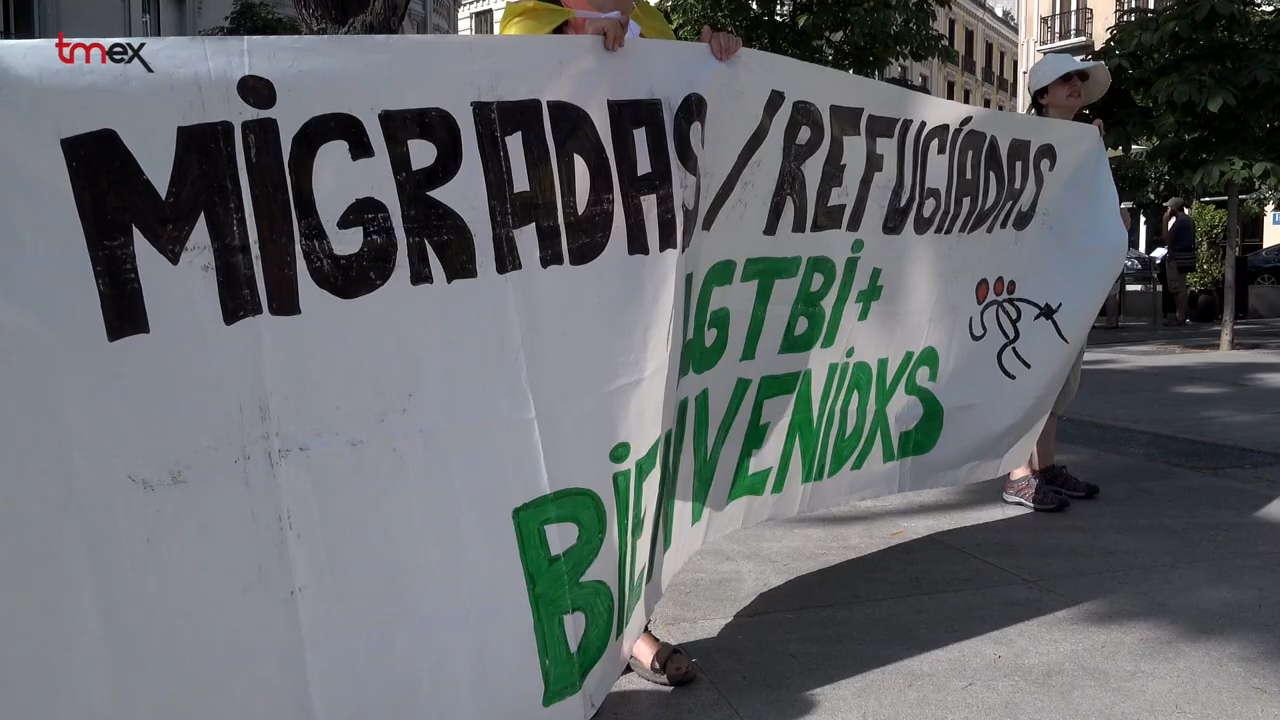 tmex
MIGRADAS / REFUGIADAS
LGTBI+
BIENVENIDXS